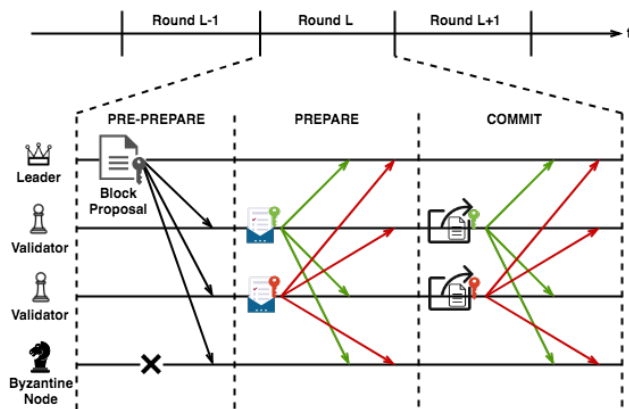 Round L-1
Round L
Round L+1
t
PRE-PREPARE
PREPARE
COMMIT
Leader
Block
Proposal
Validator
Validator
Byzantine
Node